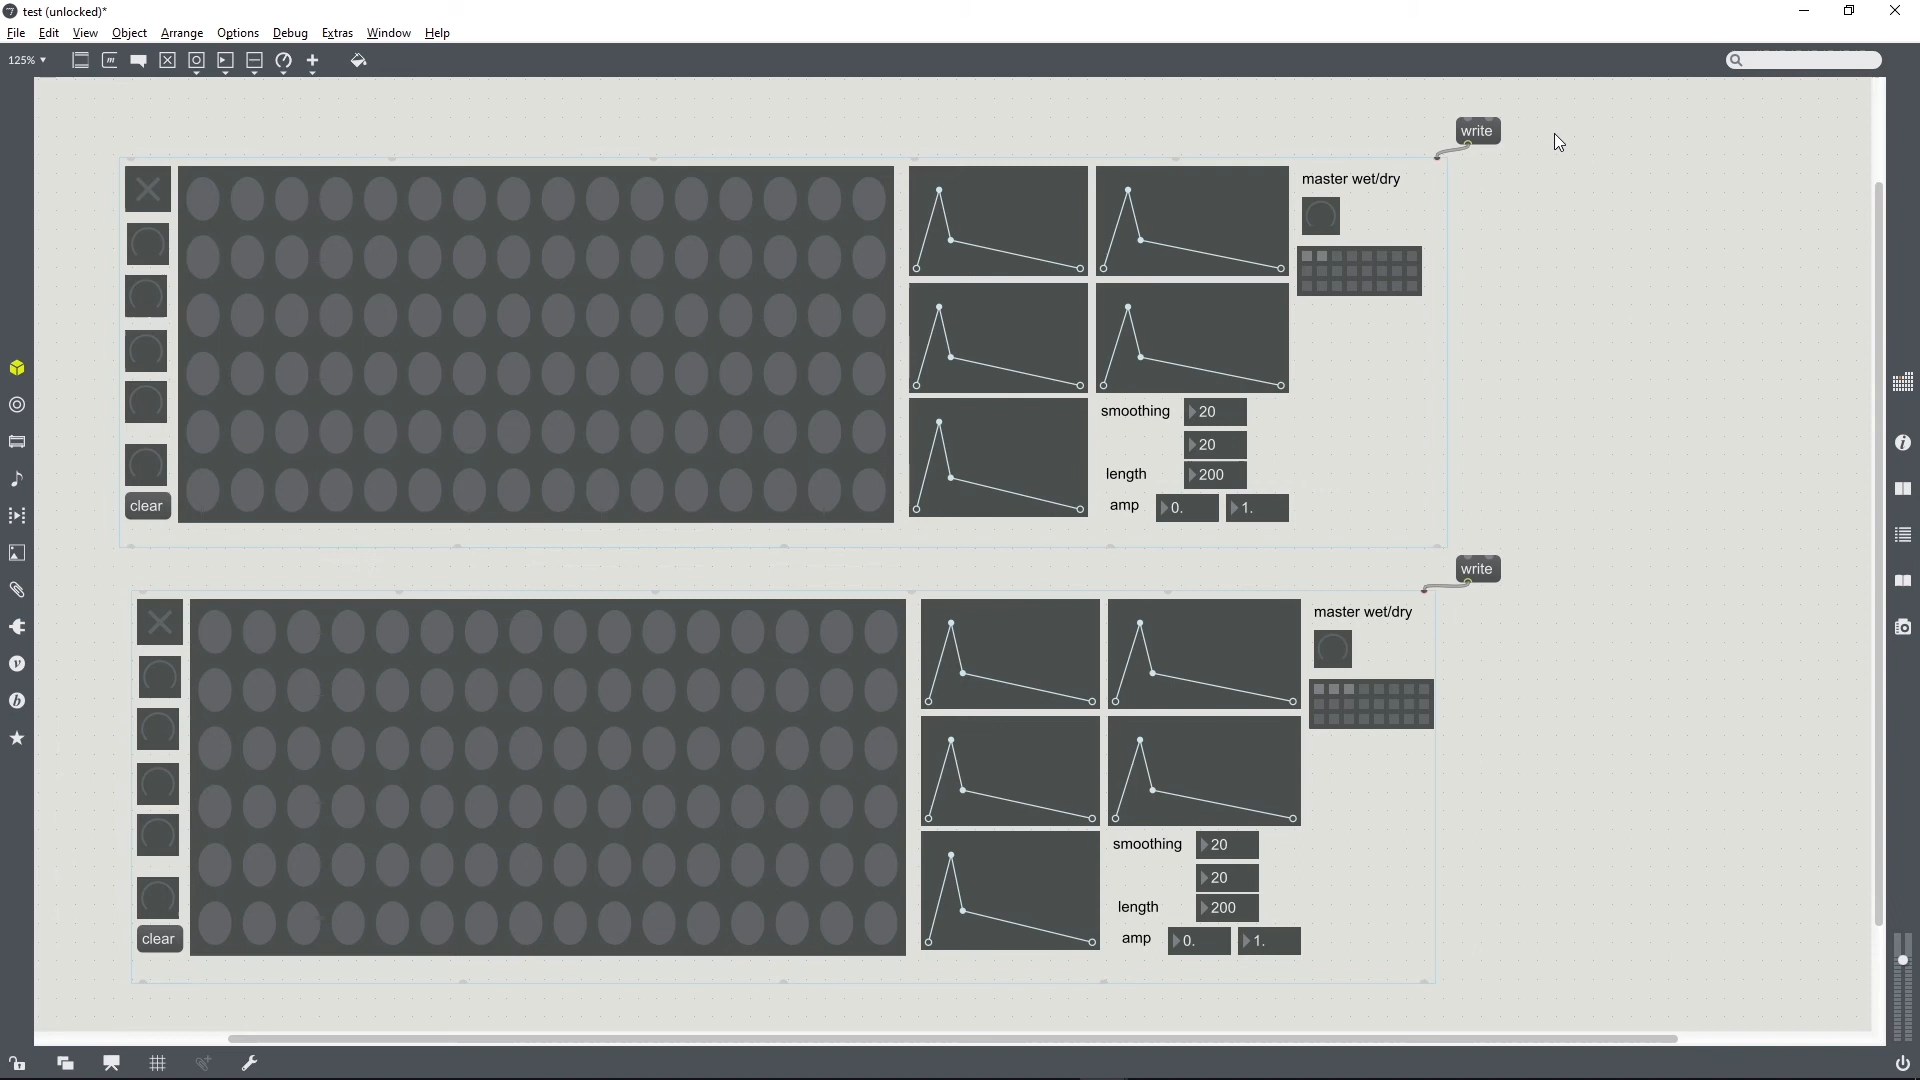 test (unlocked)*
File Edit View Object Arrange Options Debug Extras Window Help
125%
write
master wet/dry
smoothing 20
20
length 200
clear
amp 0. 1.
write
master wet/dry
smoothing 20
20
length 200
clear
amp 0. 1.